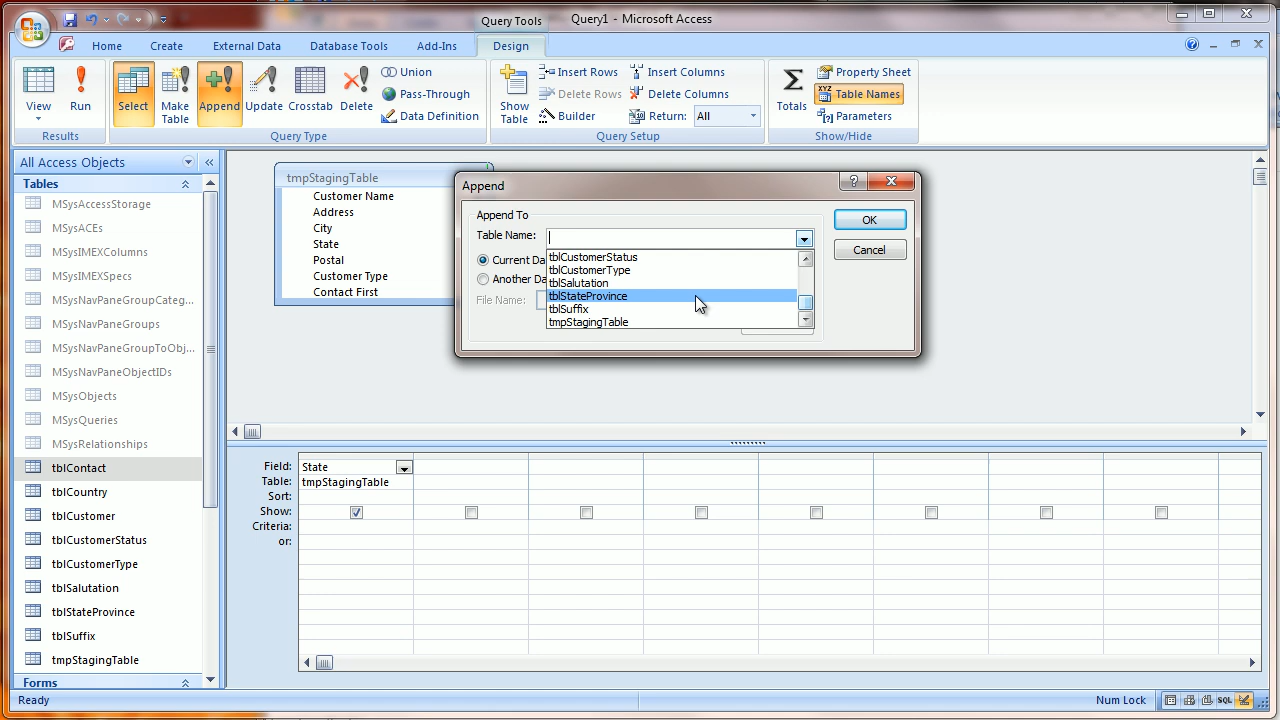 Query Tools
Query1 - Microsoft Access
Home
Create
External Data
Database Tools
Add-Ins
Design
View
Run
Select
Make Table
Append
Update
Crosstab
Delete
Union
Pass-Through
Data Definition
Show Table
Insert Rows
Delete Rows
Builder
Insert Columns
Delete Columns
Return: All
Totals
Property Sheet
XYZ Table Names
Parameters
Results
Query Type
Query Setup
Show/Hide
All Access Objects
Tables
MSysAccessStorage
MSysACEs
MSysIMEXColumns
MSysIMEXSpecs
MSysNavPaneGroupCateg...
MSysNavPaneGroups
MSysNavPaneGroupToObj...
MSysNavPaneObjectIDs
MSysObjects
MSysQueries
MSysRelationships
tblContact
tblCountry
tblCustomer
tblCustomerStatus
tblCustomerType
tblSalutation
tblStateProvince
tblSuffix
tmpStagingTable
Forms
tmpStagingTable
Customer Name
Address
City
State
Postal
Customer Type
Contact First
Append
Append To
Table Name:
Current Da
Another Da
File Name:
tblCustomerStatus
tblCustomerType
tblSalutation
tblStateProvince
tblSuffix
tmpStagingTable
OK
Cancel
Field: State
Table: tmpStagingTable
Sort:
Show:
Criteria:
or:
Ready
Num Lock
SQL